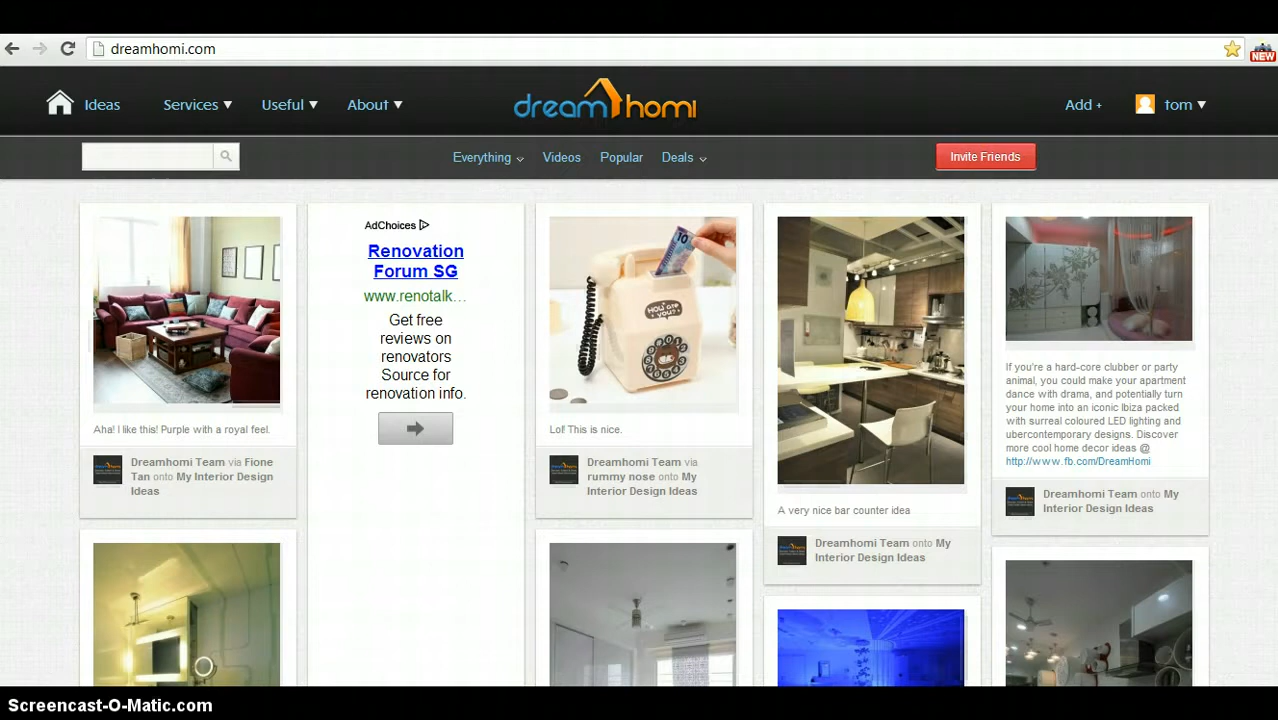 dreamhomi.com
NEW
Ideas
Services
Useful
About
dreamhomi
Add +
tom
Everything
Videos
Popular
Deals
Invite Friends
Aha! I like this! Purple with a royal feel.
Dreamhomi Team via Fione
Tan onto My Interior Design
Ideas
AdChoices
Renovation
Forum SG
www.renotalk...
Get free
reviews on
renovators
Source for
renovation info.
10
HOW ARE
YOU?
Lol! This is nice.
Dreamhomi Team via
rummy nose onto My
Interior Design Ideas
A very nice bar counter idea
Dreamhomi Team onto My
Interior Design Ideas
If you're a hard-core clubber or party
animal, you could make your apartment
dance with drama, and potentially turn
your home into an iconic Ibiza packed
with surreal coloured LED lighting and
ubercontemporary designs. Discover
more cool home decor ideas @
http://www.fb.com/DreamHomi
Dreamhomi Team onto My
Interior Design Ideas
Screencast-O-Matic.com